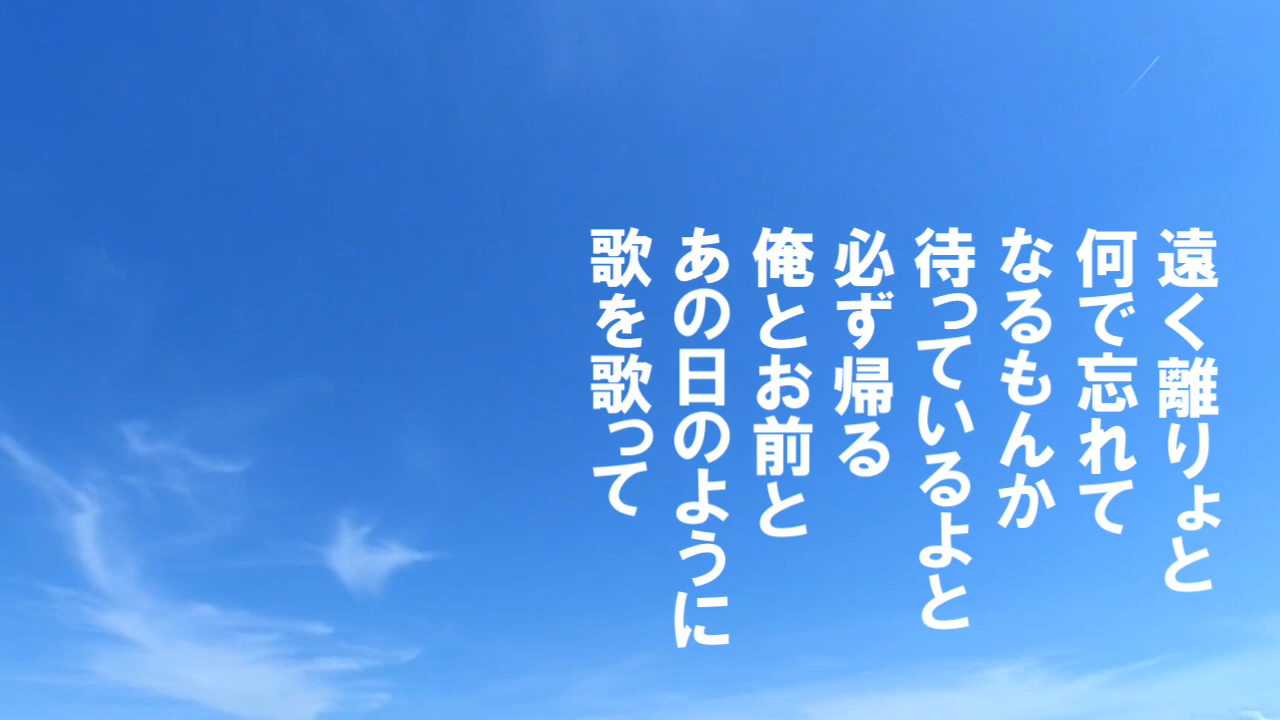 遠く離りょと
何で忘れて
なるもんか
待っているよと
必ず帰る
俺とお前と
あの日のように
歌を歌って